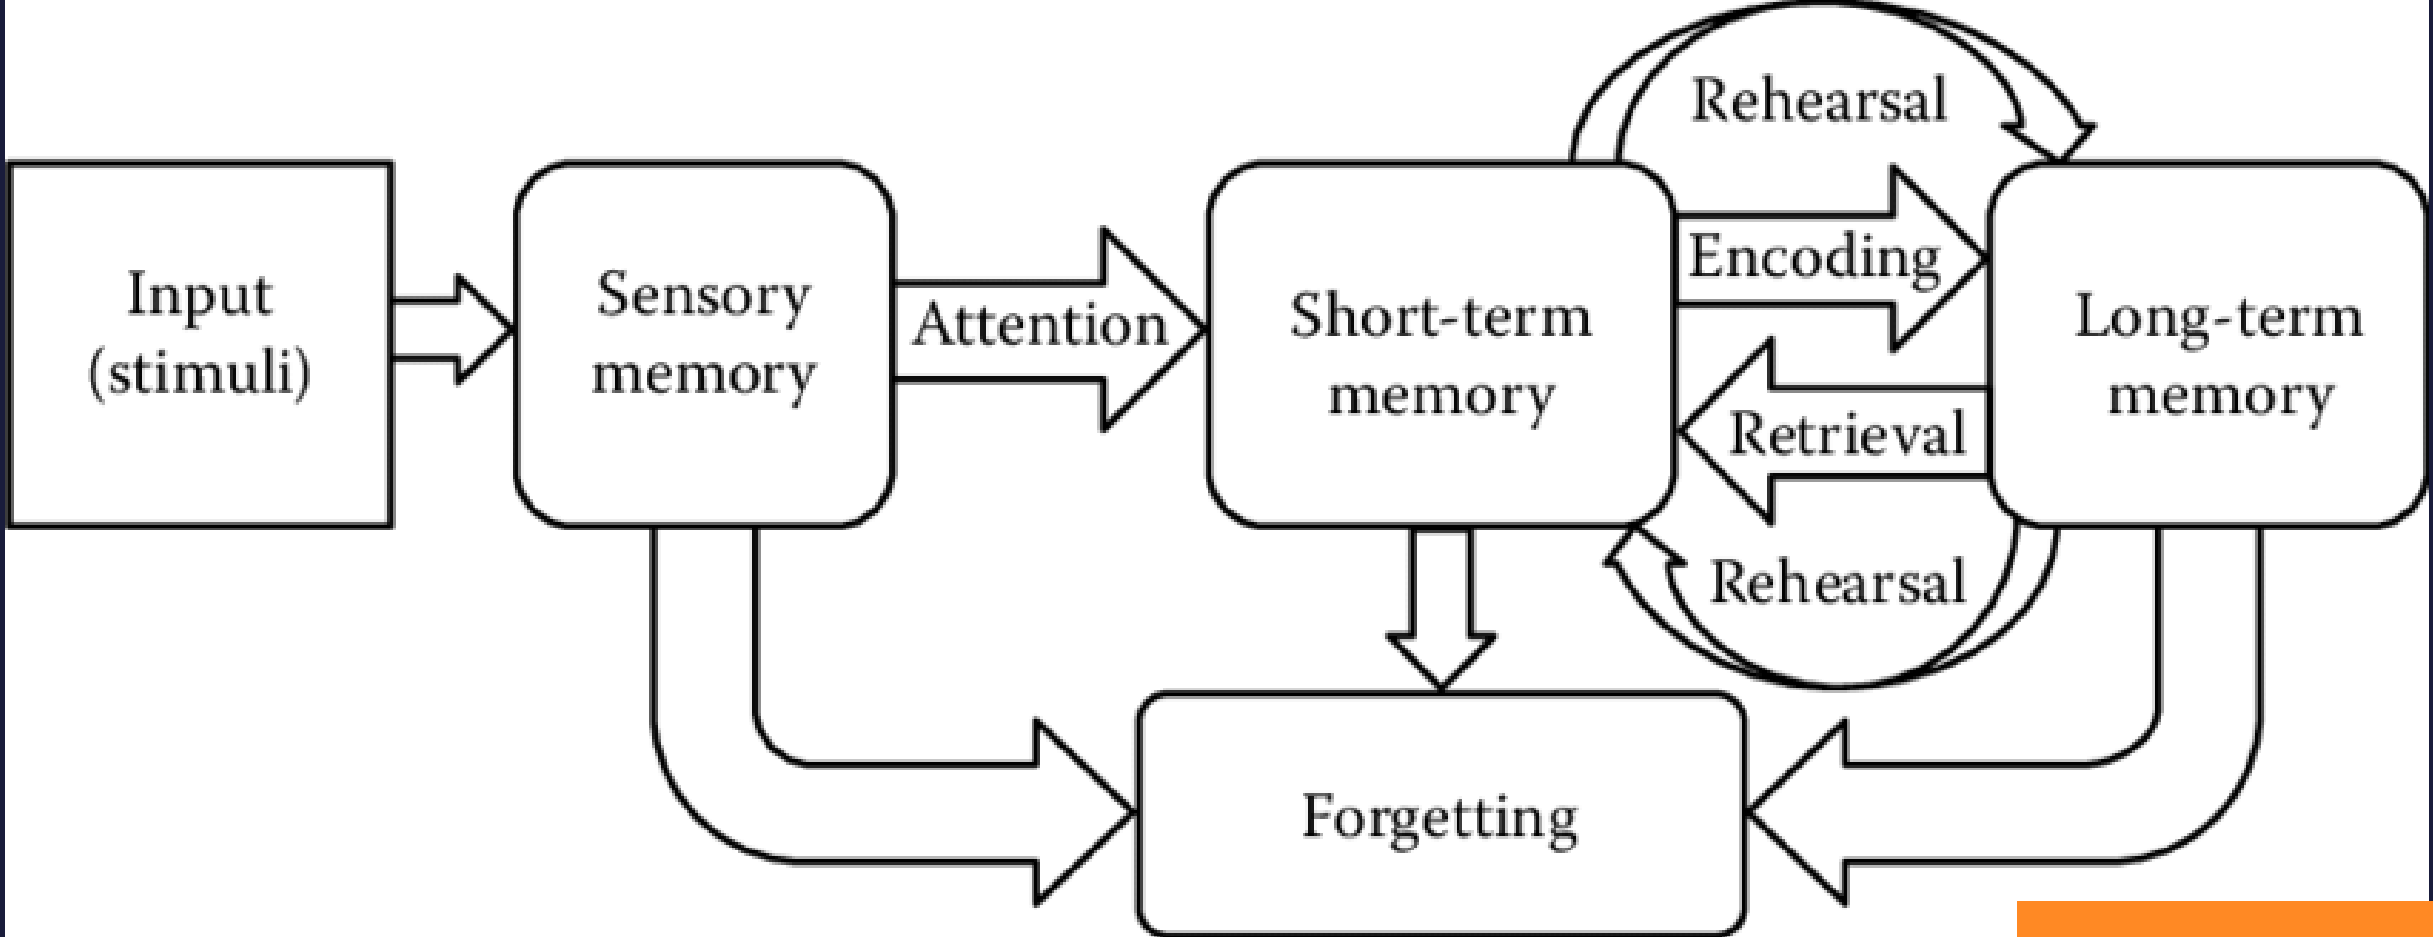 Input
(stimuli)
Sensory
memory
Attention
Short-term
memory
Rehearsal
Encoding
Retrieval
Rehearsal
Long-term
memory
Forgetting